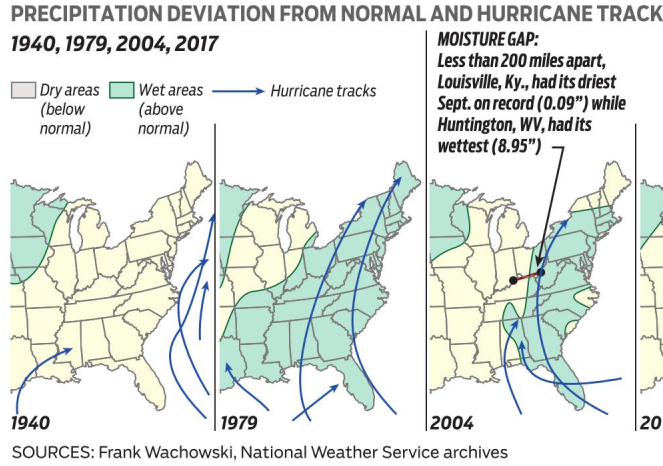 PRECIPITATION DEVIATION FROM NORMAL AND HURRICANE TRACK
1940, 1979, 2004, 2017
Dry areas
(below
normal)
Wet areas
(above
normal)
Hurricane tracks
MOISTURE GAP:
Less than 200 miles apart,
Louisville, Ky., had its driest
Sept. on record (0.09”) while
Huntington, WV, had its
wettest (8.95”)
1940
1979
2004
20
SOURCES: Frank Wachowski, National Weather Service archives